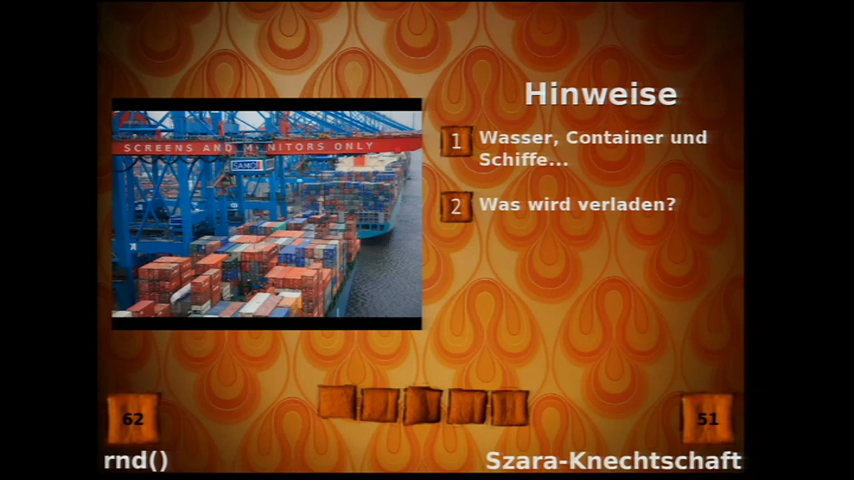 Hinweise
SCREENS AND MONITORS ONLY
1 Wasser, Container und
Schiffe...
2 Was wird verladen?
62
51
rnd()
Szara-Knechtschaft